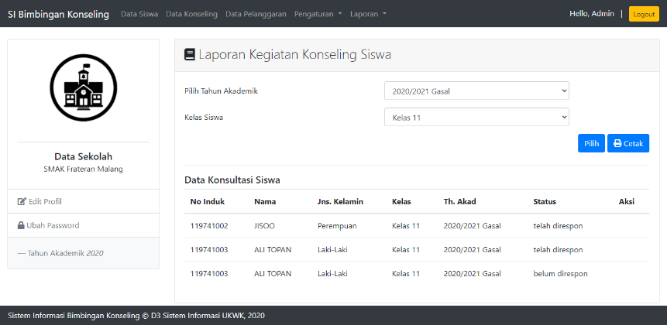 SI Bimbingan Konseling Data Siswa Data Konseling Data Pelanggaran Pengaturan Laporan Hello, Admin | Logout
Data Sekolah
SMAK Frateran Malang
Edit Profil
Ubah Password
— Tahun Akademik 2020
Laporan Kegiatan Konseling Siswa
Pilih Tahun Akademik 2020/2021 Gasal
Kelas Siswa Kelas 11
Pilih Cetak
Data Konsultasi Siswa
No Induk Nama Jns. Kelamin Kelas Th. Akad Status Aksi
119741002 JISOO Perempuan Kelas 11 2020/2021 Gasal telah direspon
119741003 ALI TOPAN Laki-Laki Kelas 11 2020/2021 Gasal telah direspon
119741003 ALI TOPAN Laki-Laki Kelas 11 2020/2021 Gasal belum direspon
Sistem Informasi Bimbingan Konseling © D3 Sistem Informasi UKWK, 2020